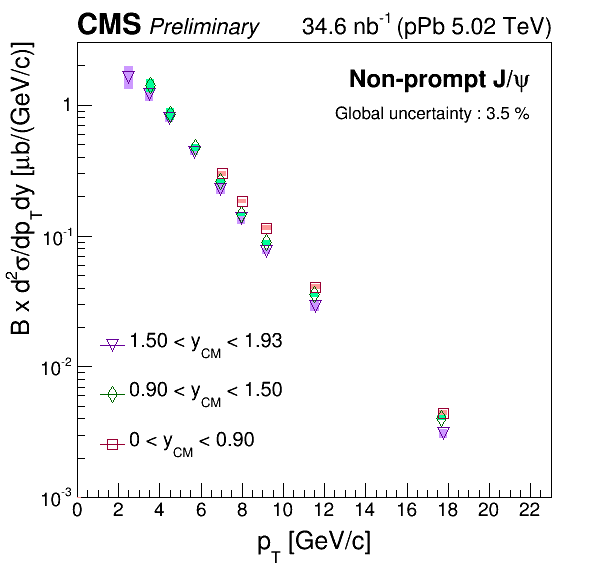 CMS Preliminary 34.6 nb⁻¹ (pPb 5.02 TeV)
Non-prompt J/ψ
Global uncertainty : 3.5 %
B x d²σ/dp_Tdy [μb/(GeV/c)]
1
10⁻¹
10⁻²
10⁻³
1.50 < y_CM < 1.93
0.90 < y_CM < 1.50
0 < y_CM < 0.90
0 2 4 6 8 10 12 14 16 18 20 22
p_T [GeV/c]